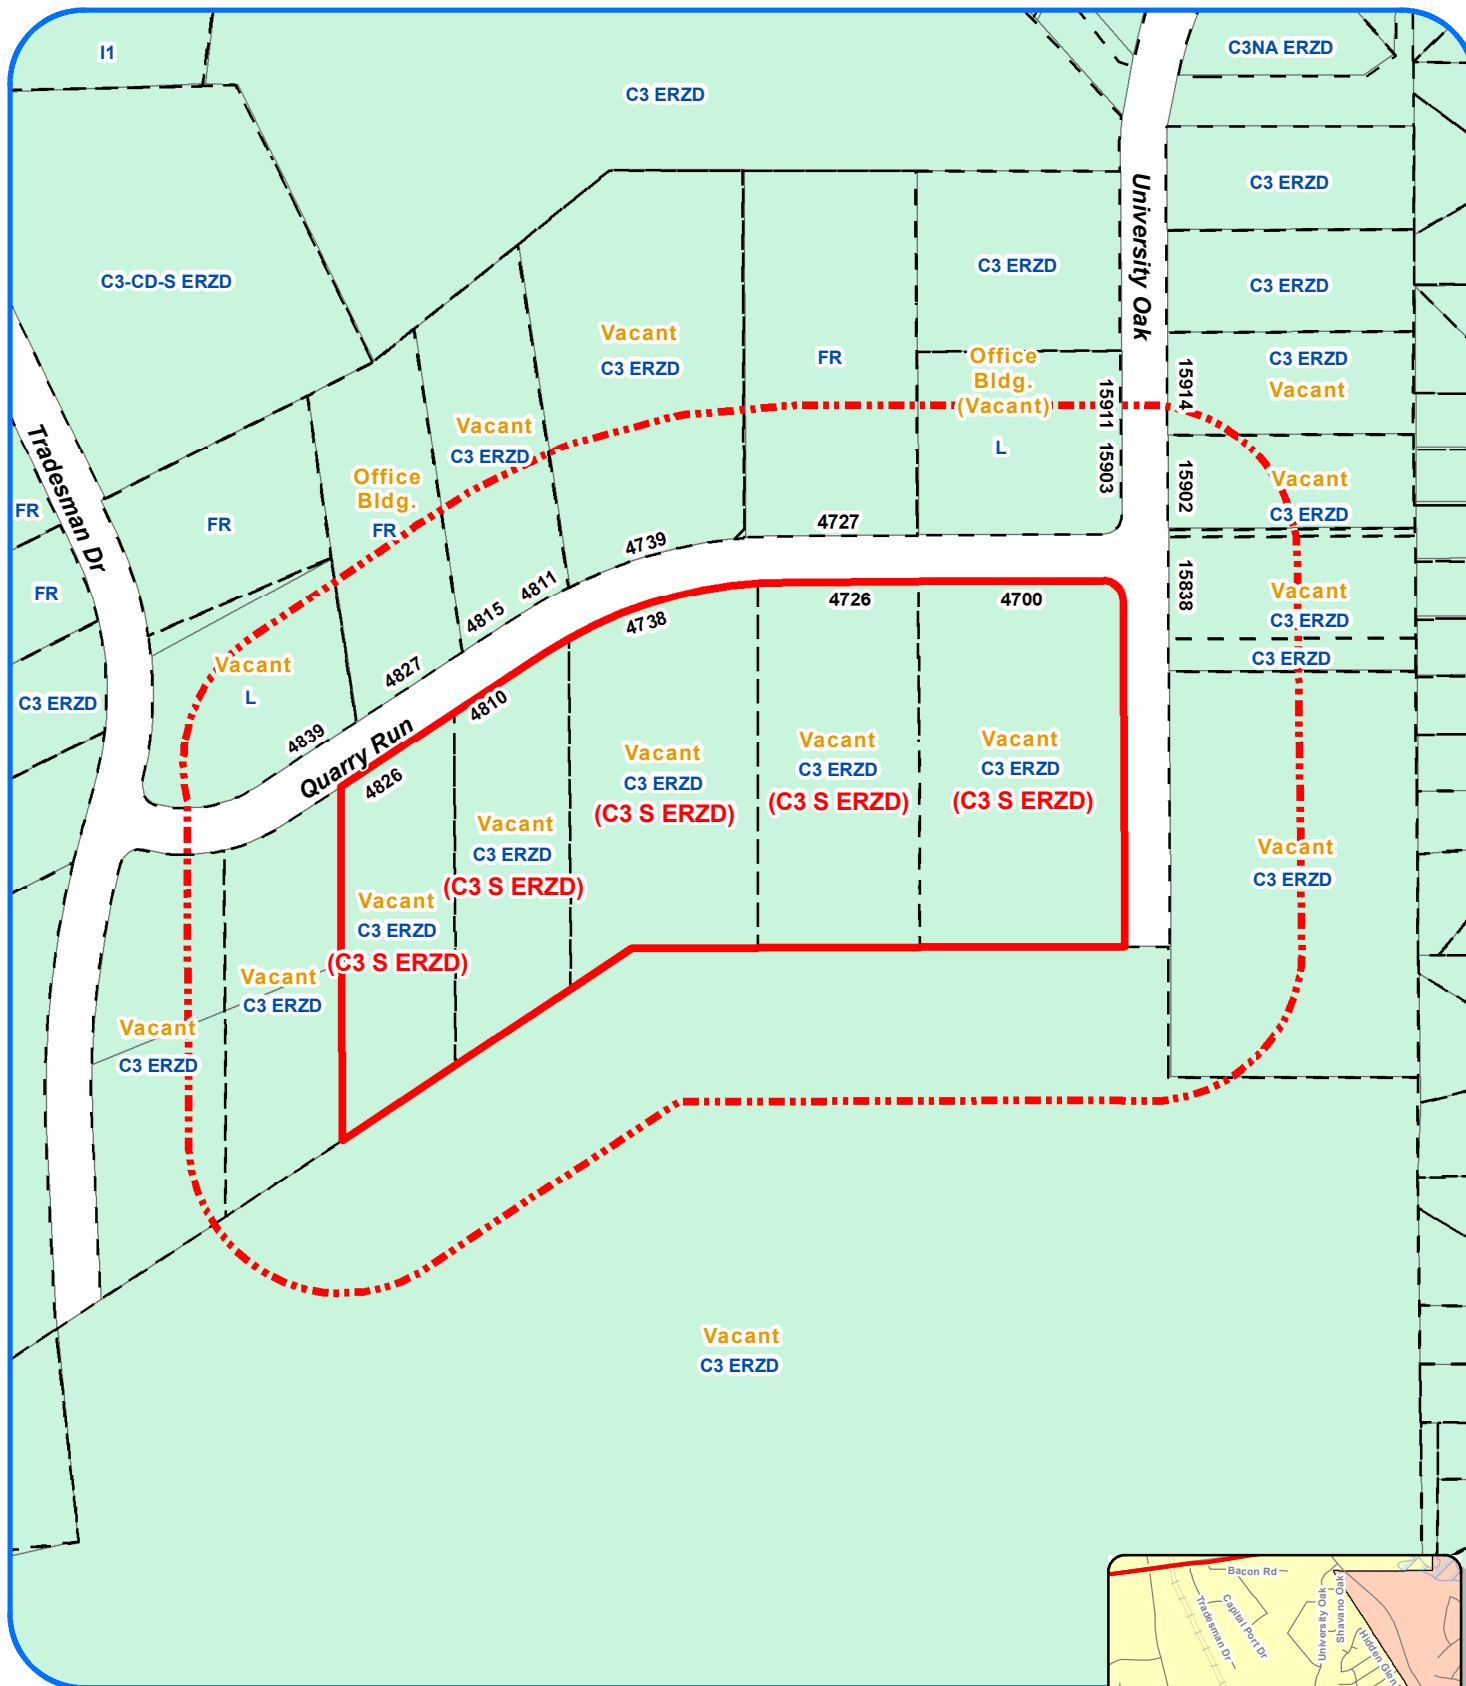 I1
C3NA ERZD
C3 ERZD
C3 ERZD
University Oak
C3 ERZD
C3-CD-S ERZD
C3 ERZD
Vacant
C3 ERZD
FR
Office
Bldg.
(Vacant)
L
15911
15903
15914
C3 ERZD
Vacant
Vacant
C3 ERZD
Tradesman Dr
Office
Bldg.
FR
15902
Vacant
C3 ERZD
FR
FR
FR
4727
4739
4811
4815
4827
4839
15838
Vacant
C3 ERZD
C3 ERZD
Vacant
L
C3 ERZD
Quarry Run
4738
4726
4700
4810
4826
Vacant
C3 ERZD
(C3 S ERZD)
Vacant
C3 ERZD
(C3 S ERZD)
Vacant
C3 ERZD
(C3 S ERZD)
Vacant
C3 ERZD
(C3 S ERZD)
Vacant
C3 ERZD
(C3 S ERZD)
Vacant
C3 ERZD
Vacant
C3 ERZD
Vacant
C3 ERZD
Vacant
C3 ERZD
Bacon Rd
Tradesman Dr
Capital Port Dr
University Oak
Shavano Oak
Hidden Glen